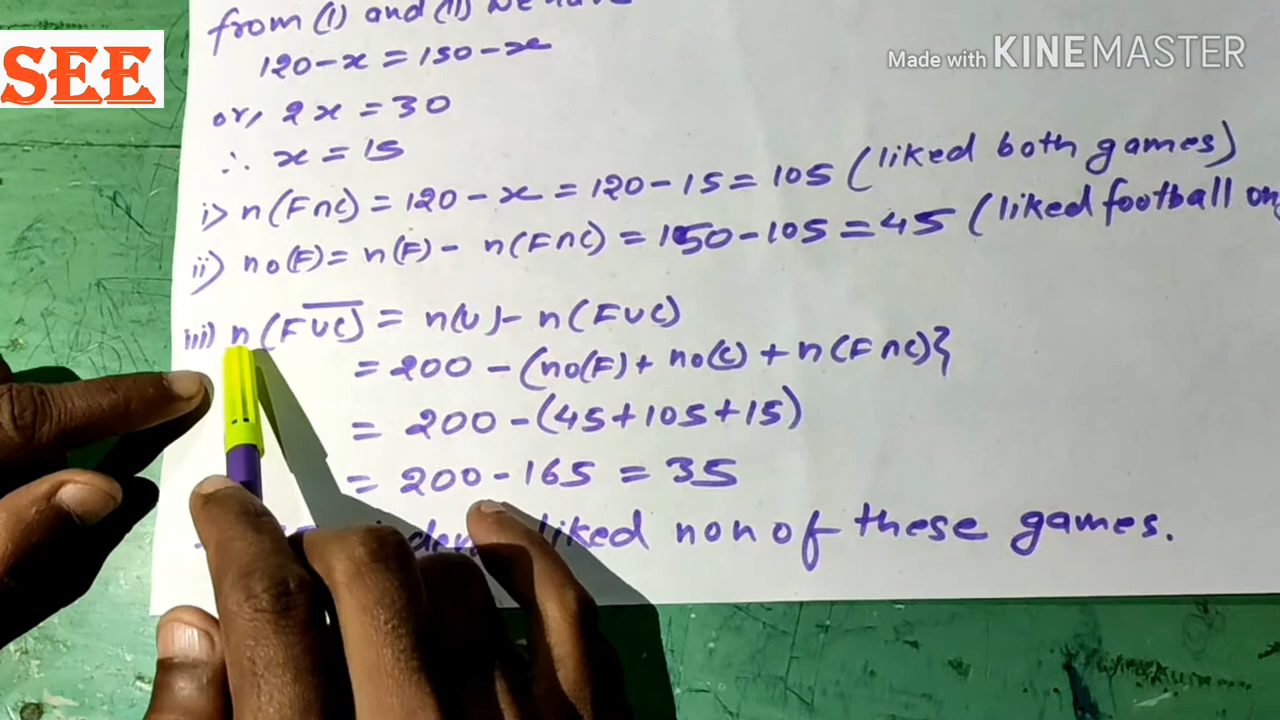 from (i) and (ii) we have
SEE
Made with KINEMASTER
120-x = 150-x
or, 2x = 30
∴ x = 15
i) n(F∩C) = 120-x = 120-15 = 105 (liked both games)
ii) no(F) = n(F) - n(F∩C) = 150-105 = 45 (liked football on
iii) n(F\overline{∪C}) = n(U) - n(F∪C)
= 200 - (no(F) + no(C) + n(F∩C)}
= 200 - (45+105+15)
= 200-165 = 35
liked non of these games.